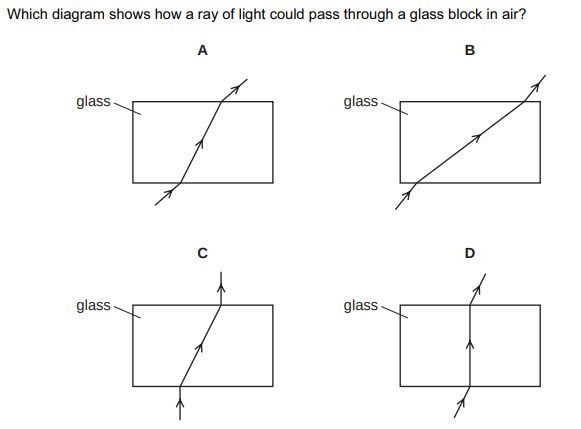 Which diagram shows how a ray of light could pass through a glass block in air?
A
B
glass
glass
C
D
glass
glass